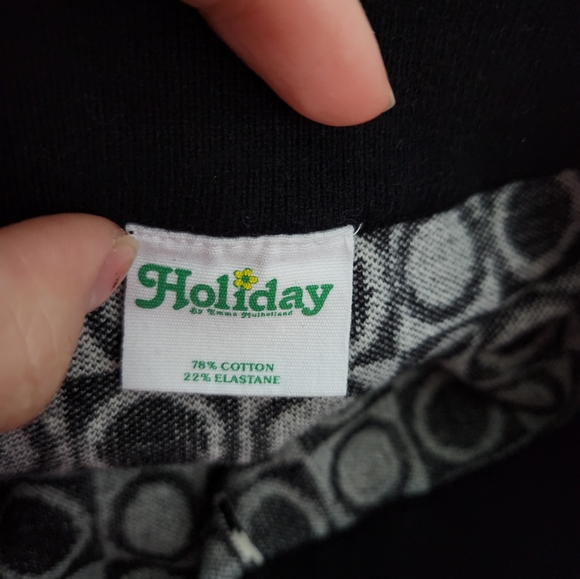 Holiday
By Emma Mulholland
78% COTTON
22% ELASTANE